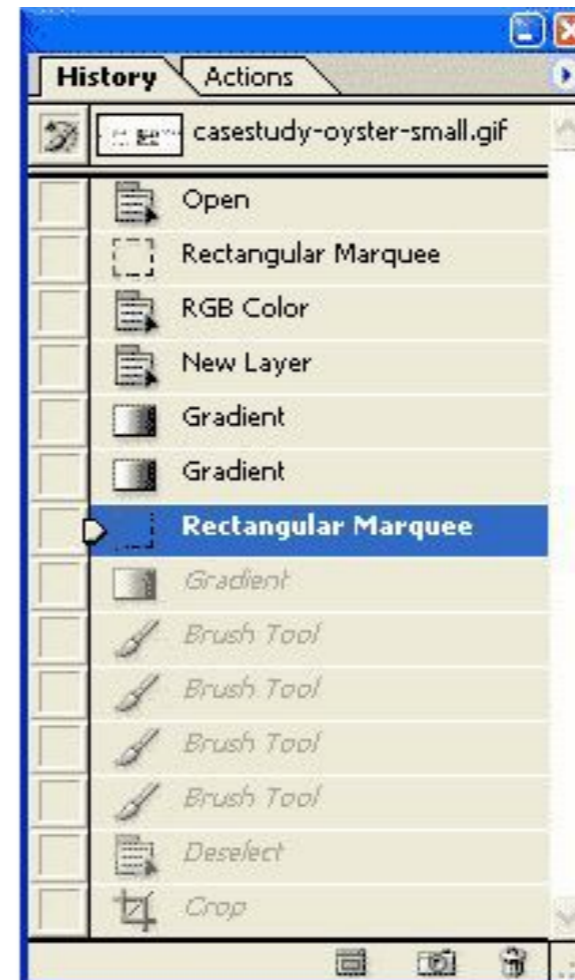 History Actions
casestudy-oyster-small.gif
Open
Rectangular Marquee
RGB Color
New Layer
Gradient
Gradient
Rectangular Marquee
Gradient
Brush Tool
Brush Tool
Brush Tool
Brush Tool
Deselect
Crop